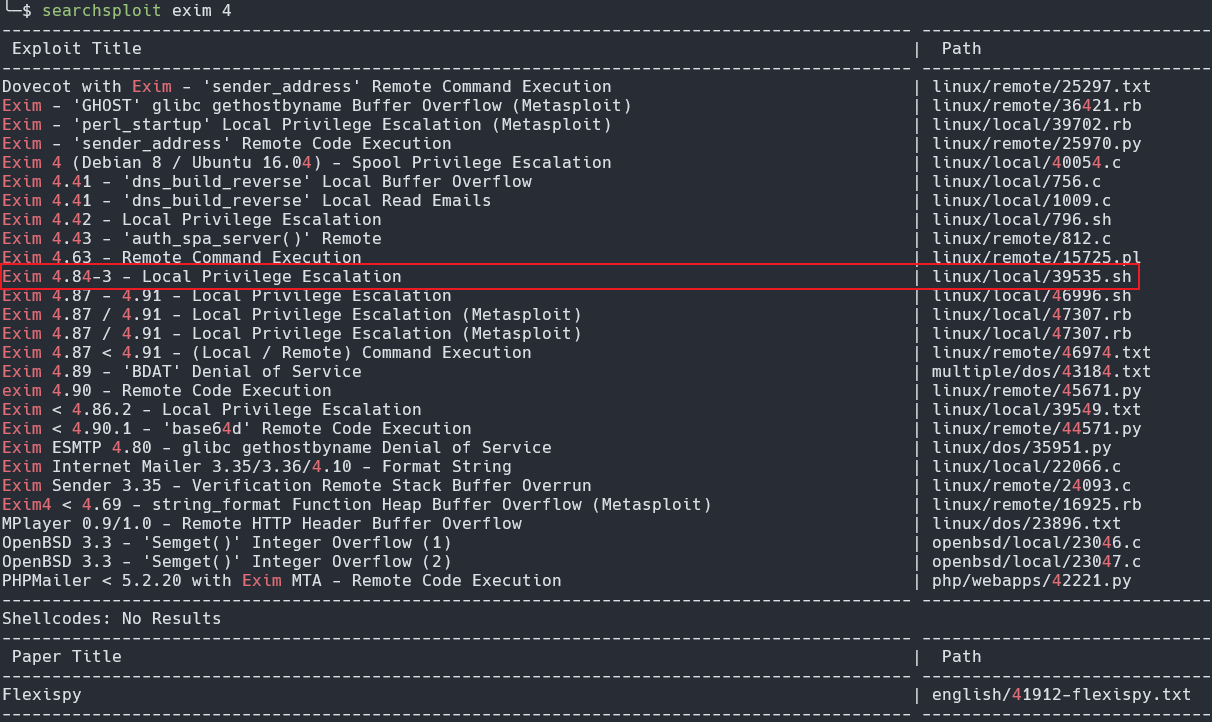 └─$ searchsploit exim 4
Exploit Title | Path
Dovecot with Exim - 'sender_address' Remote Command Execution | linux/remote/25297.txt
Exim - 'GHOST' glibc gethostbyname Buffer Overflow (Metasploit) | linux/remote/36421.rb
Exim - 'perl_startup' Local Privilege Escalation (Metasploit) | linux/local/39702.rb
Exim - 'sender_address' Remote Code Execution | linux/remote/25970.py
Exim 4 (Debian 8 / Ubuntu 16.04) - Spool Privilege Escalation | linux/local/40054.c
Exim 4.41 - 'dns_build_reverse' Local Buffer Overflow | linux/local/756.c
Exim 4.41 - 'dns_build_reverse' Local Read Emails | linux/local/1009.c
Exim 4.42 - Local Privilege Escalation | linux/local/796.sh
Exim 4.43 - 'auth_spa_server()' Remote | linux/remote/812.c
Exim 4.63 - Remote Command Execution | linux/remote/15725.pl
Exim 4.84-3 - Local Privilege Escalation | linux/local/39535.sh
Exim 4.87 - 4.91 - Local Privilege Escalation | linux/local/46996.sh
Exim 4.87 / 4.91 - Local Privilege Escalation (Metasploit) | linux/local/47307.rb
Exim 4.87 / 4.91 - Local Privilege Escalation (Metasploit) | linux/local/47307.rb
Exim 4.87 < 4.91 - (Local / Remote) Command Execution | linux/remote/46974.txt
Exim 4.89 - 'BDAT' Denial of Service | multiple/dos/43184.txt
exim 4.90 - Remote Code Execution | linux/remote/45671.py
Exim < 4.86.2 - Local Privilege Escalation | linux/local/39549.txt
Exim < 4.90.1 - 'base64d' Remote Code Execution | linux/remote/44571.py
Exim ESMTP 4.80 - glibc gethostbyname Denial of Service | linux/dos/35951.py
Exim Internet Mailer 3.35/3.36/4.10 - Format String | linux/local/22066.c
Exim Sender 3.35 - Verification Remote Stack Buffer Overrun | linux/remote/24093.c
Exim4 < 4.69 - string_format Function Heap Buffer Overflow (Metasploit) | linux/remote/16925.rb
MPlayer 0.9/1.0 - Remote HTTP Header Buffer Overflow | linux/dos/23896.txt
OpenBSD 3.3 - 'Semget()' Integer Overflow (1) | openbsd/local/23046.c
OpenBSD 3.3 - 'Semget()' Integer Overflow (2) | openbsd/local/23047.c
PHPMailer < 5.2.20 with Exim MTA - Remote Code Execution | php/webapps/42221.py
Shellcodes: No Results
Paper Title | Path
Flexispy | english/41912-flexispy.txt